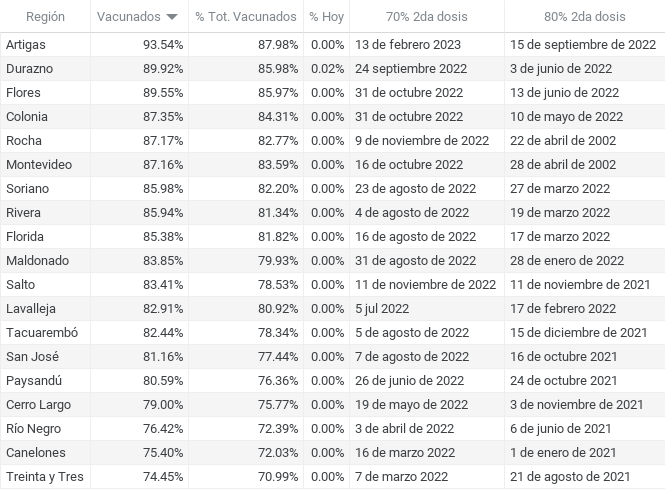 Región Vacunados % Tot. Vacunados % Hoy 70% 2da dosis 80% 2da dosis
Artigas 93.54% 87.98% 0.00% 13 de febrero 2023 15 de septiembre de 2022
Durazno 89.92% 85.98% 0.02% 24 septiembre 2022 3 de junio de 2022
Flores 89.55% 85.97% 0.00% 31 de octubre 2022 13 de junio de 2022
Colonia 87.35% 84.31% 0.00% 31 de octubre 2022 10 de mayo de 2022
Rocha 87.17% 82.77% 0.00% 9 de noviembre de 2022 22 de abril de 2002
Montevideo 87.16% 83.59% 0.00% 16 de octubre 2022 28 de abril de 2002
Soriano 85.98% 82.20% 0.00% 23 de agosto de 2022 27 de marzo 2022
Rivera 85.94% 81.34% 0.00% 4 de agosto de 2022 19 de marzo 2022
Florida 85.38% 81.82% 0.00% 16 de agosto de 2022 17 de marzo 2022
Maldonado 83.85% 79.93% 0.00% 31 de agosto de 2022 28 de enero de 2022
Salto 83.41% 78.53% 0.00% 11 de noviembre de 2022 11 de noviembre de 2021
Lavalleja 82.91% 80.92% 0.00% 5 jul 2022 17 de febrero de 2022
Tacuarembó 82.44% 78.34% 0.00% 5 de agosto de 2022 15 de diciembre de 2021
San José 81.16% 77.44% 0.00% 7 de agosto de 2022 16 de octubre 2021
Paysandú 80.59% 76.36% 0.00% 26 de junio de 2022 24 de octubre 2021
Cerro Largo 79.00% 75.77% 0.00% 19 de mayo de 2022 3 de noviembre de 2021
Río Negro 76.42% 72.39% 0.00% 3 de abril de 2022 6 de junio de 2021
Canelones 75.40% 72.03% 0.00% 16 de marzo 2022 1 de enero de 2021
Treinta y Tres 74.45% 70.99% 0.00% 7 de marzo 2022 21 de agosto de 2021